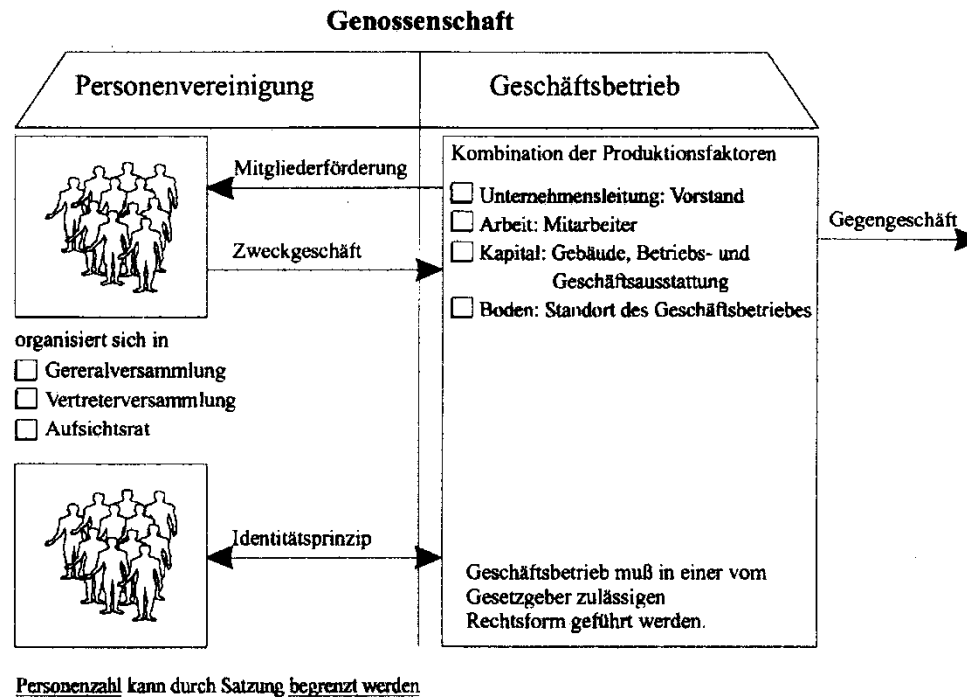 Genossenschaft
Personenvereinigung
Geschäftsbetrieb
Mitgliederförderung
Zweckgeschäft
organisiert sich in
Gereralversammlung
Vertreterversammlung
Aufsichtsrat
Identitätsprinzip
Kombination der Produktionsfaktoren
Unternehmensleitung: Vorstand
Arbeit: Mitarbeiter
Kapital: Gebäude, Betriebs- und
Geschäftsausstattung
Boden: Standort des Geschäftsbetriebes
Geschäftsbetrieb muß in einer vom
Gesetzgeber zulässigen
Rechtsform geführt werden.
Gegengeschäft
Personenzahl kann durch Satzung begrenzt werden